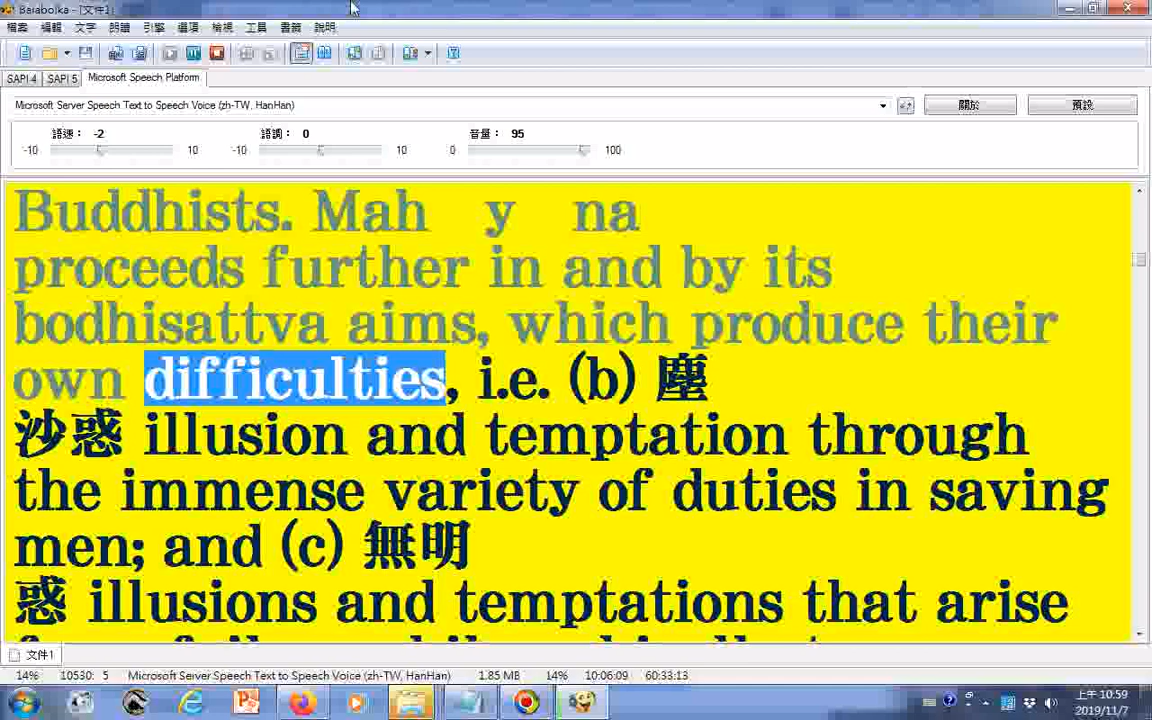 Balabolka - [文件1]
檔案 編輯 文字 朗讀 引擎 選項 檢視 工具 書籤 說明
SAPI 4 SAPI 5 Microsoft Speech Platform
Microsoft Server Speech Text to Speech Voice (zh-TW, HanHan) 關於 預設
語速： -2 語調： 0 音量： 95
-10 10 -10 10 0 100
Buddhists. Mah y na
proceeds further in and by its
bodhisattva aims, which produce their
own difficulties, i.e. (b) 塵
沙惑 illusion and temptation through
the immense variety of duties in saving
men; and (c) 無明
惑 illusions and temptations that arise
文件1
14% 10530: 5 Microsoft Server Speech Text to Speech Voice (zh-TW, HanHan) 1.85 MB 14% 10:06:09 60:33:13
上午 10:59
2019/11/7